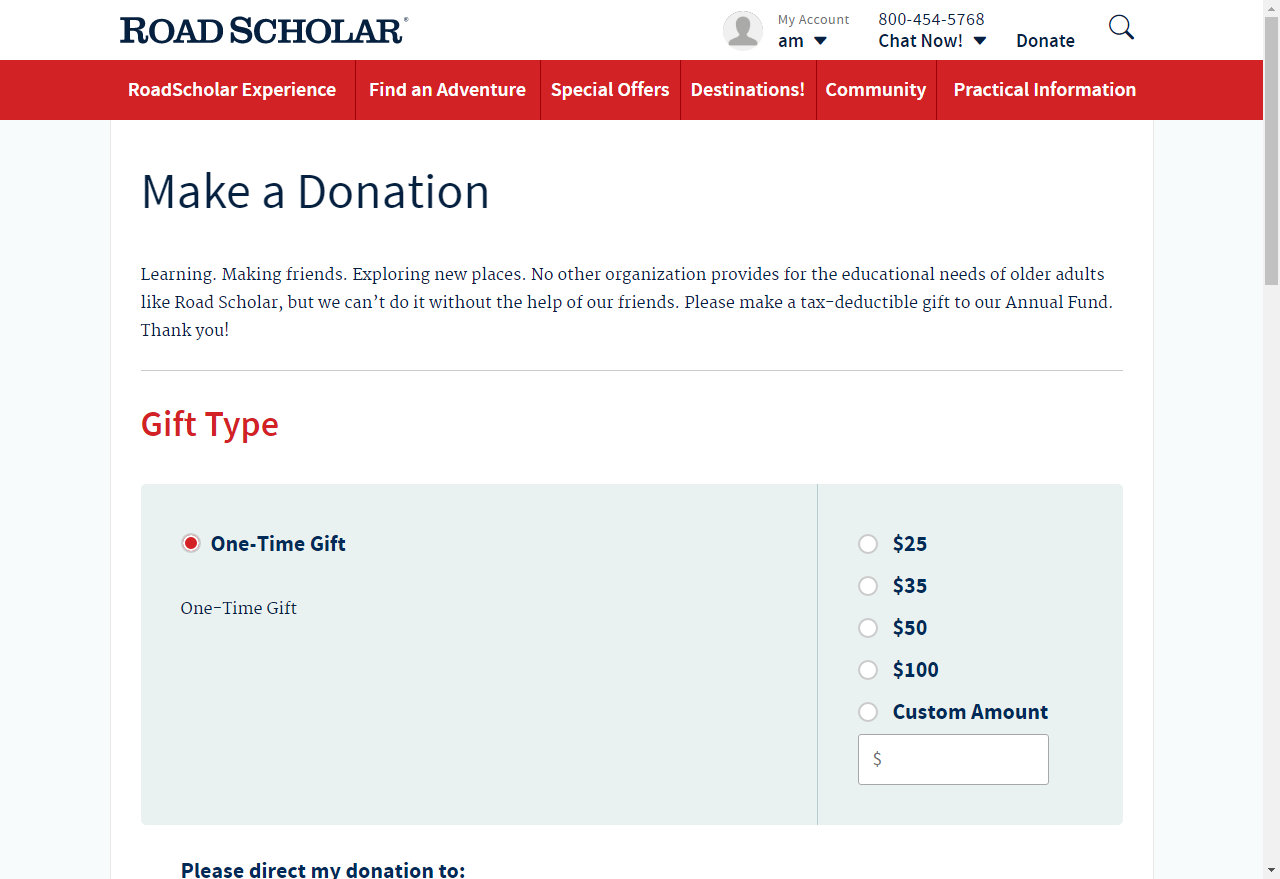 ROAD SCHOLAR®
My Account
am
800-454-5768
Chat Now!
Donate
RoadScholar Experience
Find an Adventure
Special Offers
Destinations!
Community
Practical Information
Make a Donation
Learning. Making friends. Exploring new places. No other organization provides for the educational needs of older adults
like Road Scholar, but we can’t do it without the help of our friends. Please make a tax-deductible gift to our Annual Fund.
Thank you!
Gift Type
One-Time Gift
One-Time Gift
$25
$35
$50
$100
Custom Amount
$
Please direct my donation to: